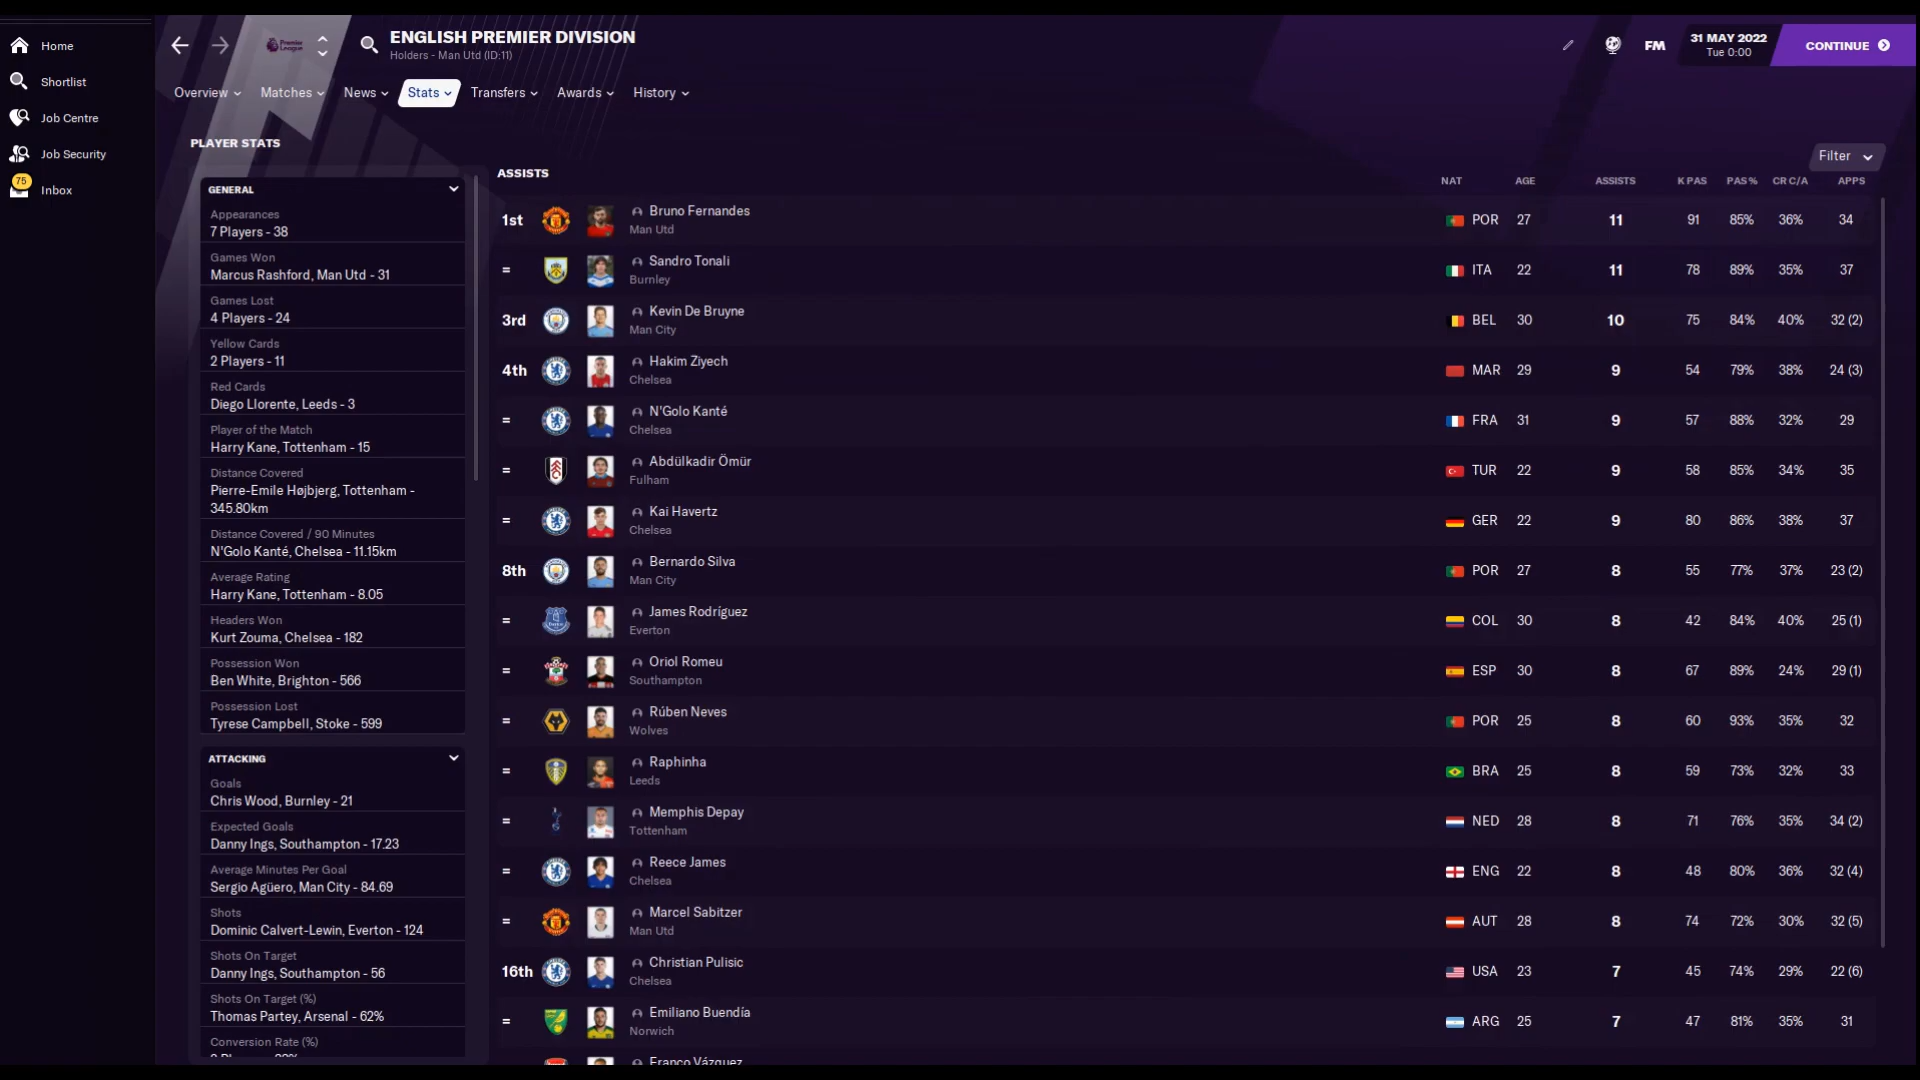 Home
Shortlist
Job Centre
Job Security
75
Inbox
Premier League
ENGLISH PREMIER DIVISION
Holders - Man Utd (ID:11)
FM
31 MAY 2022
Tue 0:00
CONTINUE
Overview
Matches
News
Stats
Transfers
Awards
History
PLAYER STATS
Filter
GENERAL
Appearances
7 Players - 38
Games Won
Marcus Rashford, Man Utd - 31
Games Lost
4 Players - 24
Yellow Cards
2 Players - 11
Red Cards
Diego Llorente, Leeds - 3
Player of the Match
Harry Kane, Tottenham - 15
Distance Covered
Pierre-Emile Højbjerg, Tottenham -
345.80km
Distance Covered / 90 Minutes
N'Golo Kanté, Chelsea - 11.15km
Average Rating
Harry Kane, Tottenham - 8.05
Headers Won
Kurt Zouma, Chelsea - 182
Possession Won
Ben White, Brighton - 566
Possession Lost
Tyrese Campbell, Stoke - 599
ATTACKING
Goals
Chris Wood, Burnley - 21
Expected Goals
Danny Ings, Southampton - 17.23
Average Minutes Per Goal
Sergio Agüero, Man City - 84.69
Shots
Dominic Calvert-Lewin, Everton - 124
Shots On Target
Danny Ings, Southampton - 56
Shots On Target (%)
Thomas Partey, Arsenal - 62%
Conversion Rate (%)
ASSISTS
NAT AGE ASSISTS K PAS PAS % CR C/A APPS
1st Bruno Fernandes POR 27 11 91 85% 36% 34
Man Utd
= Sandro Tonali ITA 22 11 78 89% 35% 37
Burnley
3rd Kevin De Bruyne BEL 30 10 75 84% 40% 32 (2)
Man City
4th Hakim Ziyech MAR 29 9 54 79% 38% 24 (3)
Chelsea
= N'Golo Kanté FRA 31 9 57 88% 32% 29
Chelsea
= Abdülkadir Ömür TUR 22 9 58 85% 34% 35
Fulham
= Kai Havertz GER 22 9 80 86% 38% 37
Chelsea
8th Bernardo Silva POR 27 8 55 77% 37% 23 (2)
Man City
= James Rodríguez COL 30 8 42 84% 40% 25 (1)
Everton
= Oriol Romeu ESP 30 8 67 89% 24% 29 (1)
Southampton
= Rúben Neves POR 25 8 60 93% 35% 32
Wolves
= Raphinha BRA 25 8 59 73% 32% 33
Leeds
= Memphis Depay NED 28 8 71 76% 35% 34 (2)
Tottenham
= Reece James ENG 22 8 48 80% 36% 32 (4)
Chelsea
= Marcel Sabitzer AUT 28 8 74 72% 30% 32 (5)
Man Utd
16th Christian Pulisic USA 23 7 45 74% 29% 22 (6)
Chelsea
= Emiliano Buendía ARG 25 7 47 81% 35% 31
Norwich
Franco Vázquez